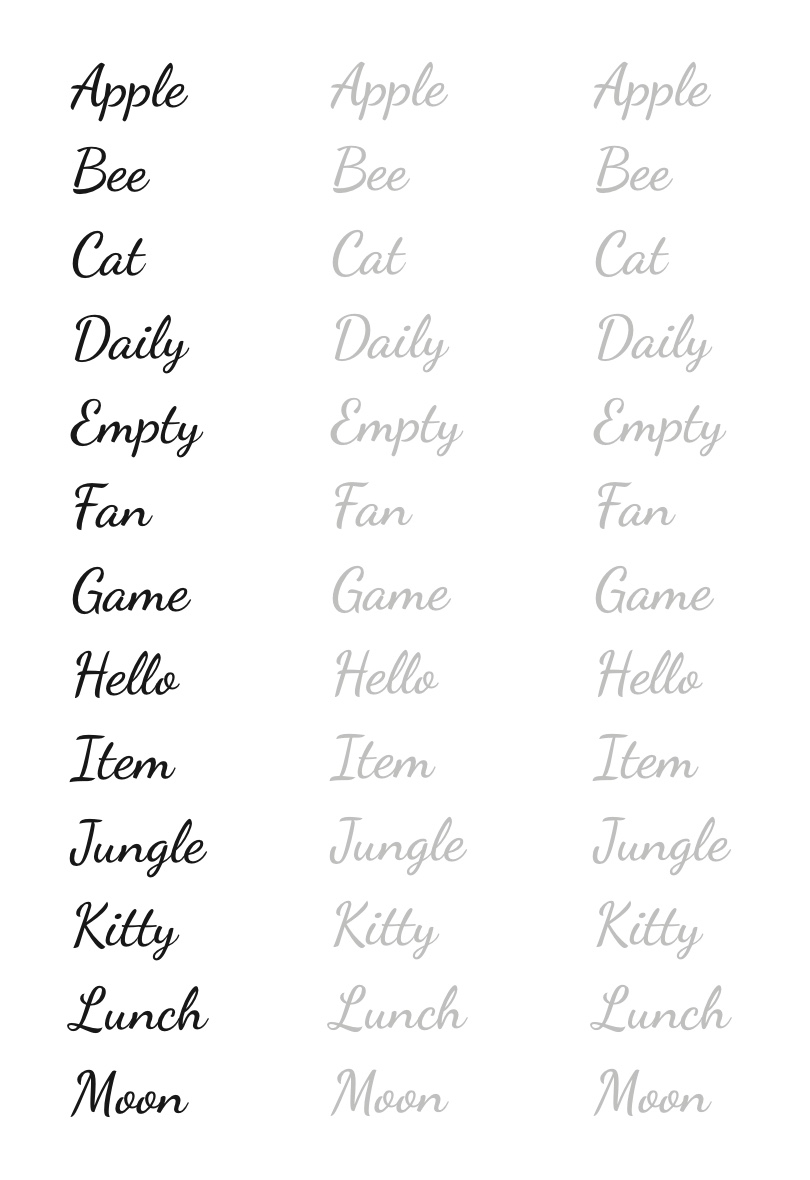 Apple Apple Apple
Bee Bee Bee
Cat Cat Cat
Daily Daily Daily
Empty Empty Empty
Fan Fan Fan
Game Game Game
Hello Hello Hello
Item Item Item
Jungle Jungle Jungle
Kitty Kitty Kitty
Lunch Lunch Lunch
Moon Moon Moon